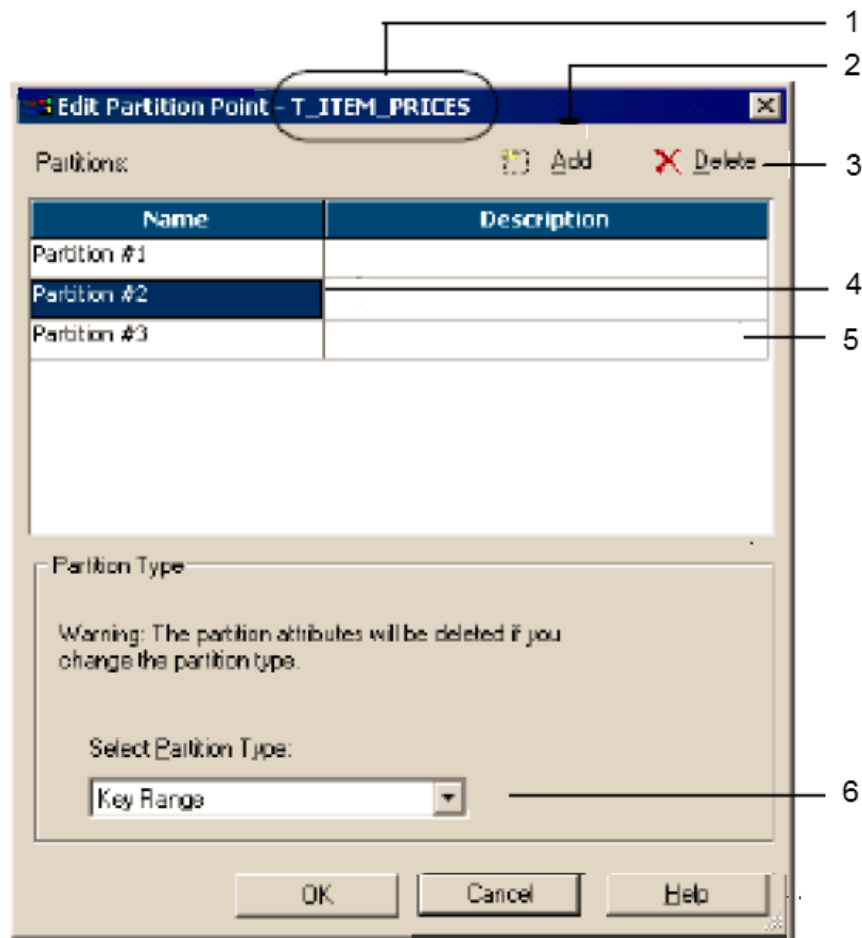 1
2
Edit Partition Point - T_ITEM_PRICES
Partitions: Add Delete 3
Name Description
Partition #1
Partition #2 4
Partition #3 5
Partition Type
Warning: The partition attributes will be deleted if you
change the partition type.
Select Partition Type:
Key Range 6
OK Cancel Help